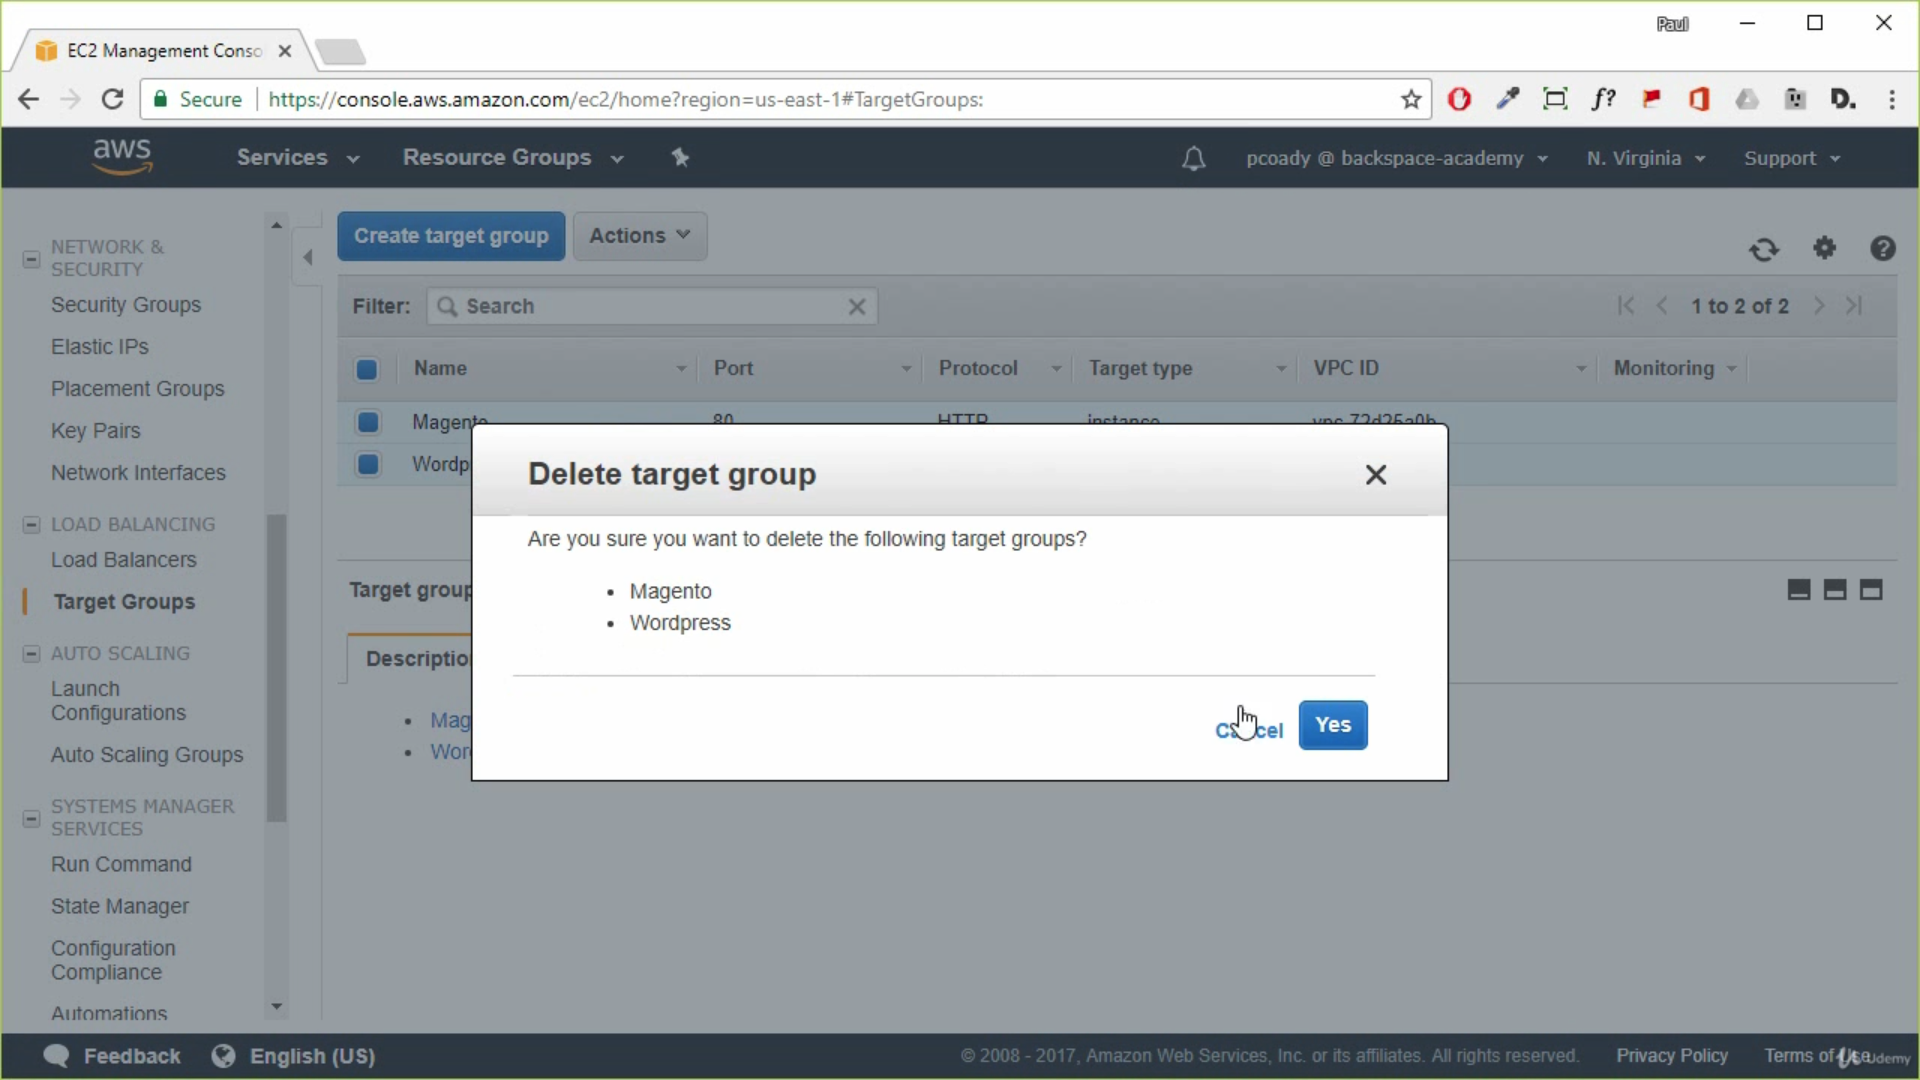 Paul
EC2 Management Conso
Secure
https://console.aws.amazon.com/ec2/home?region=us-east-1#TargetGroups:
f?
D.
aws
Services
Resource Groups
pcoady @ backspace-academy
N. Virginia
Support
NETWORK &
SECURITY
Security Groups
Elastic IPs
Placement Groups
Key Pairs
Network Interfaces
LOAD BALANCING
Load Balancers
Target Groups
AUTO SCALING
Launch
Configurations
Auto Scaling Groups
SYSTEMS MANAGER
SERVICES
Run Command
State Manager
Configuration
Compliance
Automations
Create target group
Actions
Filter:
Search
1 to 2 of 2
Name
Port
Protocol
Target type
VPC ID
Monitoring
Magento
80
HTTP
instance
vpc-72d25a0b
Wordp
Target group
Description
Mag
Wor
Delete target group
Are you sure you want to delete the following target groups?
• Magento
• Wordpress
Cancel
Yes
Feedback
English (US)
© 2008 - 2017, Amazon Web Services, Inc. or its affiliates. All rights reserved.
Privacy Policy
Terms of Use
Udemy